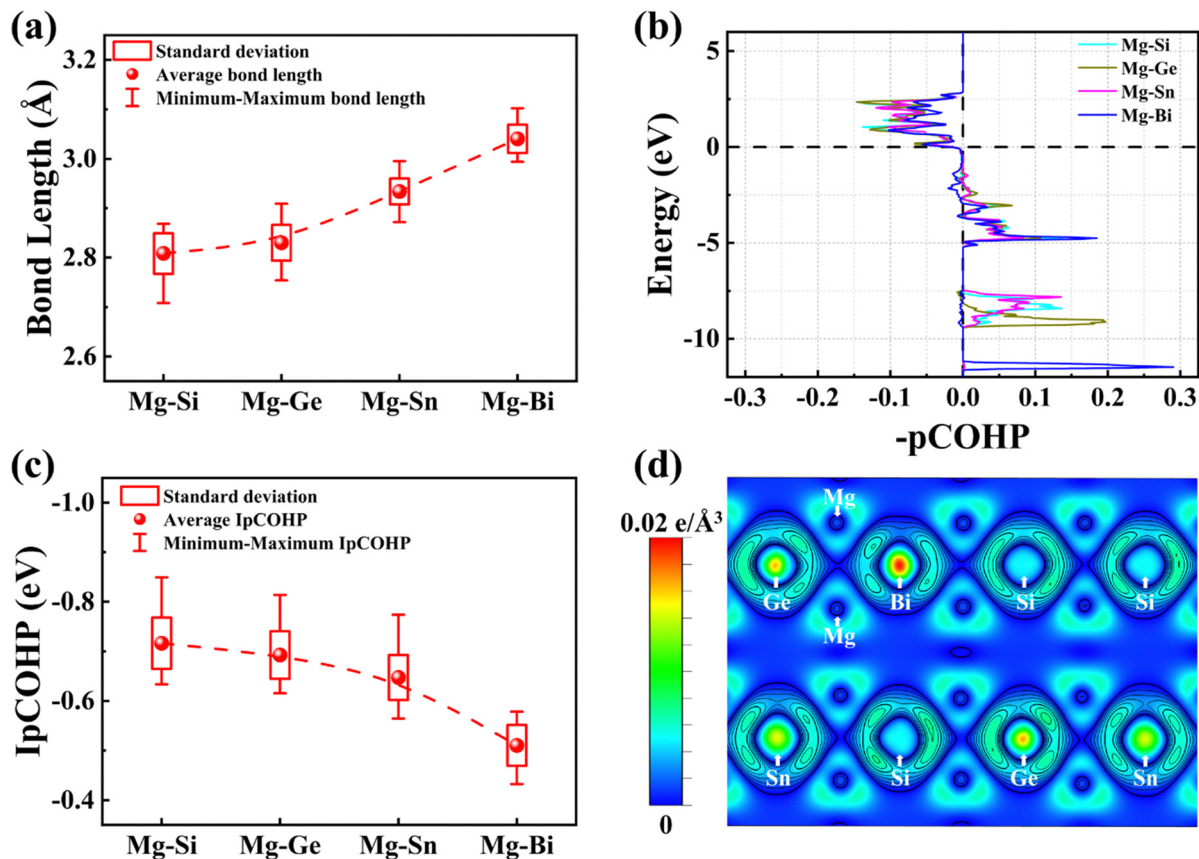 (a)
Bond Length (Å)
3.2
3.0
2.8
2.6
Standard deviation
Average bond length
Minimum-Maximum bond length
Mg-Si Mg-Ge Mg-Sn Mg-Bi
(b)
Energy (eV)
5
0
-5
-10
Mg-Si
Mg-Ge
Mg-Sn
Mg-Bi
-0.3 -0.2 -0.1 0.0 0.1 0.2 0.3
-pCOHP
(c)
IpCOHP (eV)
-1.0
-0.8
-0.6
-0.4
Standard deviation
Average IpCOHP
Minimum-Maximum IpCOHP
Mg-Si Mg-Ge Mg-Sn Mg-Bi
(d)
0.02 e/Å³
0
Mg
Ge Bi Si Si
Mg
Sn Si Ge Sn